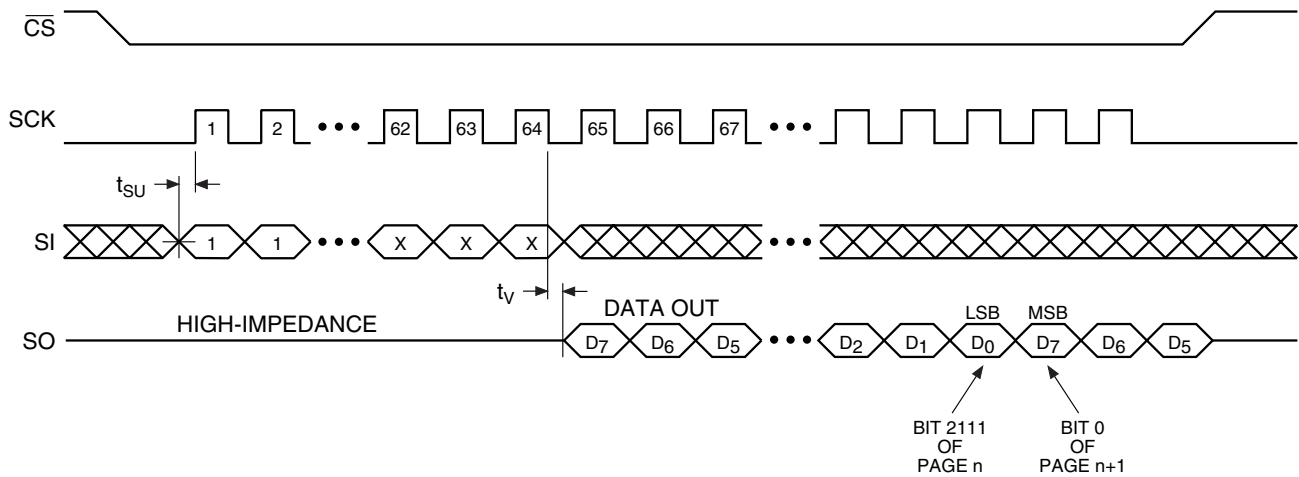 CS
SCK
1 2 ••• 62 63 64 65 66 67 •••
tSU
SI
1 1 ••• X X X •••
tV
DATA OUT
HIGH-IMPEDANCE
LSB MSB
SO
D7 D6 D5 ••• D2 D1 D0 D7 D6 D5
BIT 2111
OF
PAGE n
BIT 0
OF
PAGE n+1